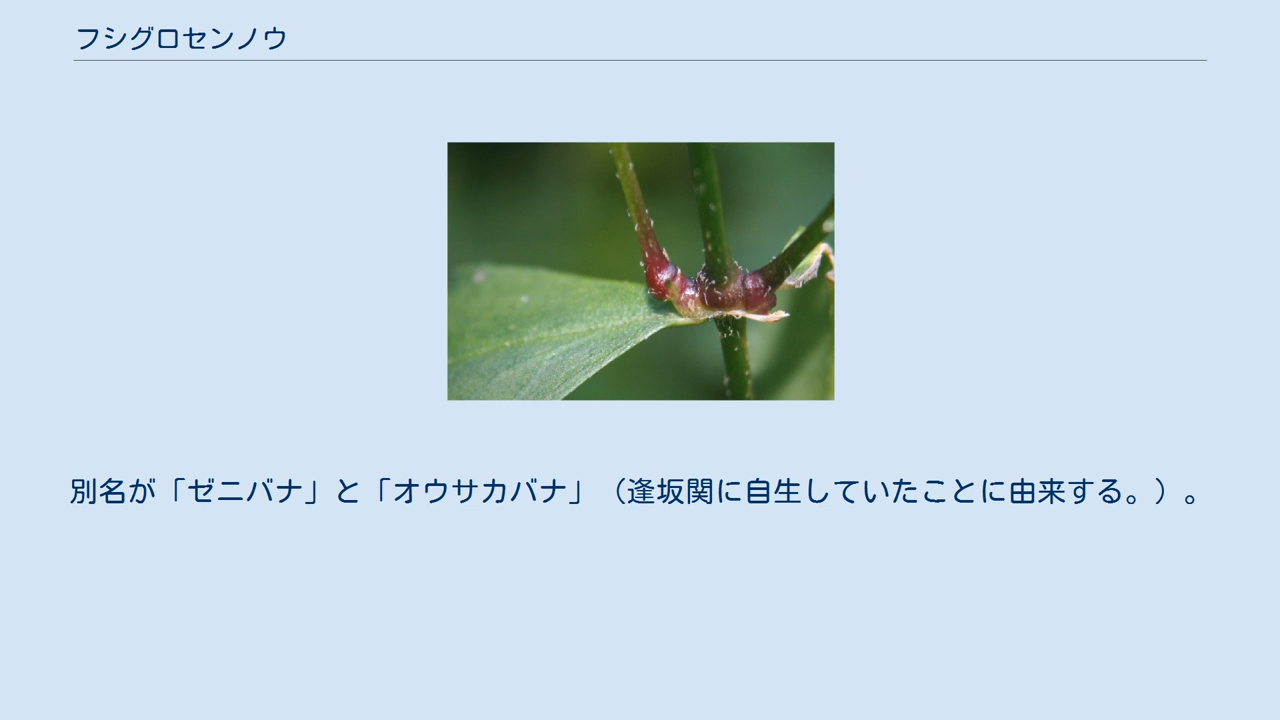 フシグロセンノウ
別名が「ゼニバナ」と「オウサカバナ」（逢坂関に自生していたことに由来する。）。